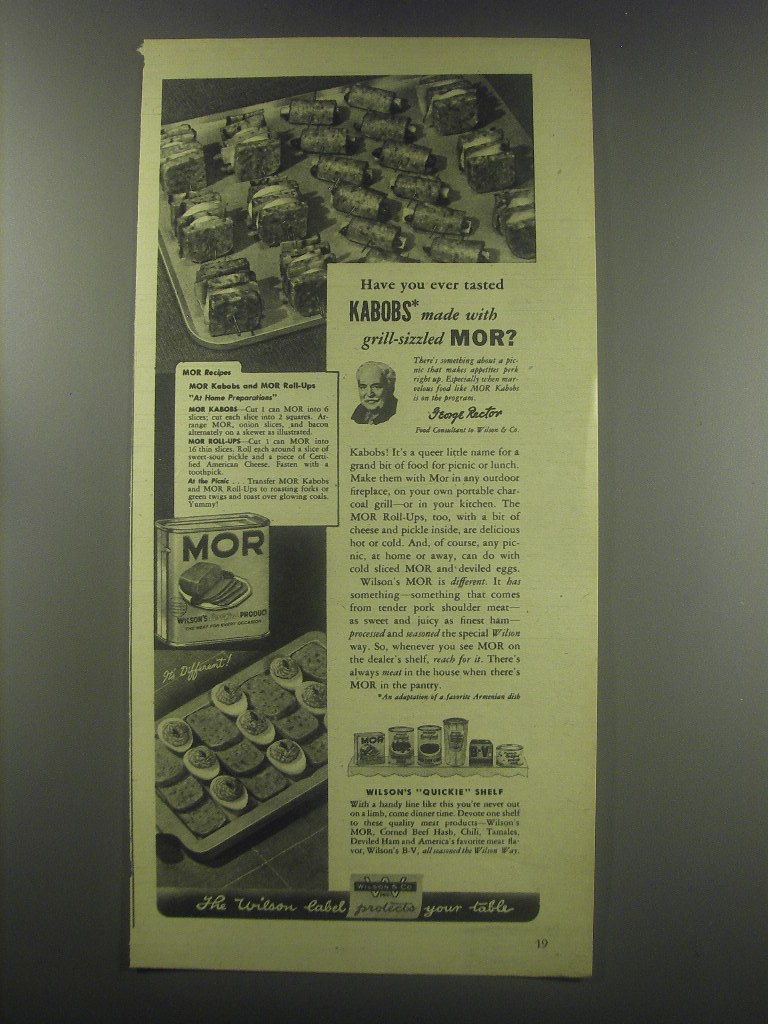 Have you ever tasted
KABOBS* made with
grill-sizzled MOR?
There's something about a pic-
nic that makes appetites perk
right up. Especially when mar-
velous food like MOR Kabobs
is on the program.
George Rector
Food Consultant to Wilson & Co.
MOR Recipes
MOR Kabobs and MOR Roll-Ups
"At Home Preparations"
MOR KABOBS—Cut 1 can MOR into 6
slices; cut each slice into 2 squares. Ar-
range MOR, onion slices, and bacon
alternately on a skewer as illustrated.
MOR ROLL-UPS—Cut 1 can MOR into
16 thin slices. Roll each around a slice of
sweet-sour pickle and a piece of Certi-
fied American Cheese. Fasten with a
toothpick.
At the Picnic . . . Transfer MOR Kabobs
and MOR Roll-Ups to roasting forks or
green twigs and toast over glowing coals.
Yummy!
Kabobs! It's a queer little name for a
grand bit of food for picnic or lunch.
Make them with Mor in any outdoor
fireplace, on your own portable char-
coal grill—or in your kitchen. The
MOR Roll-Ups, too, with a bit of
cheese and pickle inside, are delicious
hot or cold. And, of course, any pic-
nic, at home or away, can do with
cold sliced MOR and deviled eggs.
Wilson's MOR is different. It has
something—something that comes
from tender pork shoulder meat—
as sweet and juicy as finest ham—
processed and seasoned the special Wilson
way. So, whenever you see MOR on
the dealer's shelf, reach for it. There's
always meat in the house when there's
MOR in the pantry.
*An adaptation of a favorite Armenian dish
MOR
WILSON'S Certified PRODUCT
THE MEAT FOR EVERY OCCASION
It's Different!
MOR
B-V
WILSON'S "QUICKIE" SHELF
With a handy line like this you're never out
on a limb, come dinner time. Devote one shelf
to these quality meat products—Wilson's
MOR, Corned Beef Hash, Chili, Tamales,
Deviled Ham and America's favorite meat fla-
vor, Wilson's B-V, all seasoned the Wilson Way.
WILSON & CO
The Wilson label protects your table
19